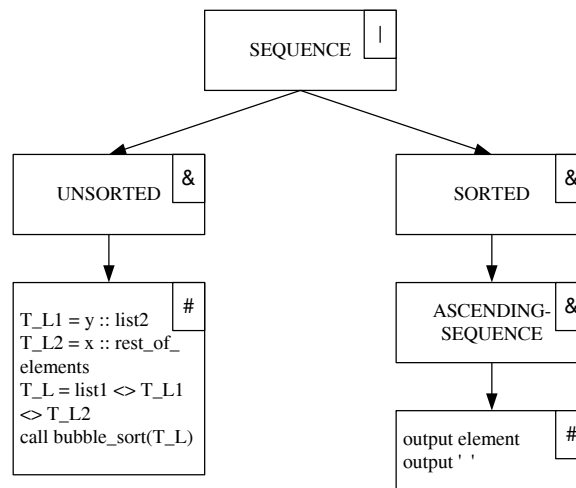 SEQUENCE
|
UNSORTED
&
SORTED
&
T_L1 = y :: list2
T_L2 = x :: rest_of_
elements
T_L = list1 <> T_L1
<> T_L2
call bubble_sort(T_L)
#
ASCENDING-
SEQUENCE
&
output element
output ' '
#